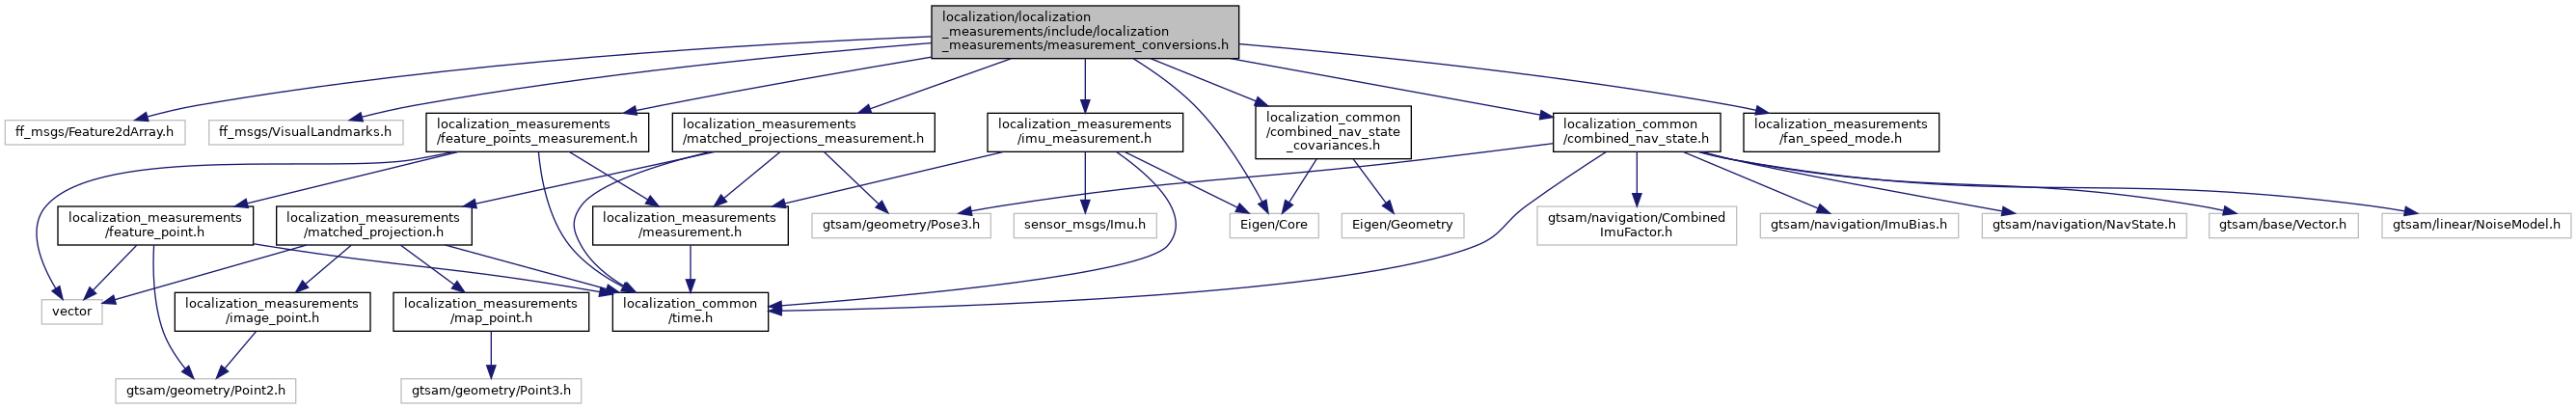 localization/localization
_measurements/include/localization
_measurements/measurement_conversions.h
ff_msgs/Feature2dArray.h
ff_msgs/VisualLandmarks.h
localization_measurements
/feature_points_measurement.h
localization_measurements
/matched_projections_measurement.h
localization_measurements
/imu_measurement.h
localization_common
/combined_nav_state
_covariances.h
localization_common
/combined_nav_state.h
localization_measurements
/fan_speed_mode.h
localization_measurements
/feature_point.h
localization_measurements
/matched_projection.h
localization_measurements
/measurement.h
gtsam/geometry/Pose3.h
sensor_msgs/Imu.h
Eigen/Core
Eigen/Geometry
gtsam/navigation/Combined
ImuFactor.h
gtsam/navigation/ImuBias.h
gtsam/navigation/NavState.h
gtsam/base/Vector.h
gtsam/linear/NoiseModel.h
vector
localization_measurements
/image_point.h
localization_measurements
/map_point.h
localization_common
/time.h
gtsam/geometry/Point2.h
gtsam/geometry/Point3.h